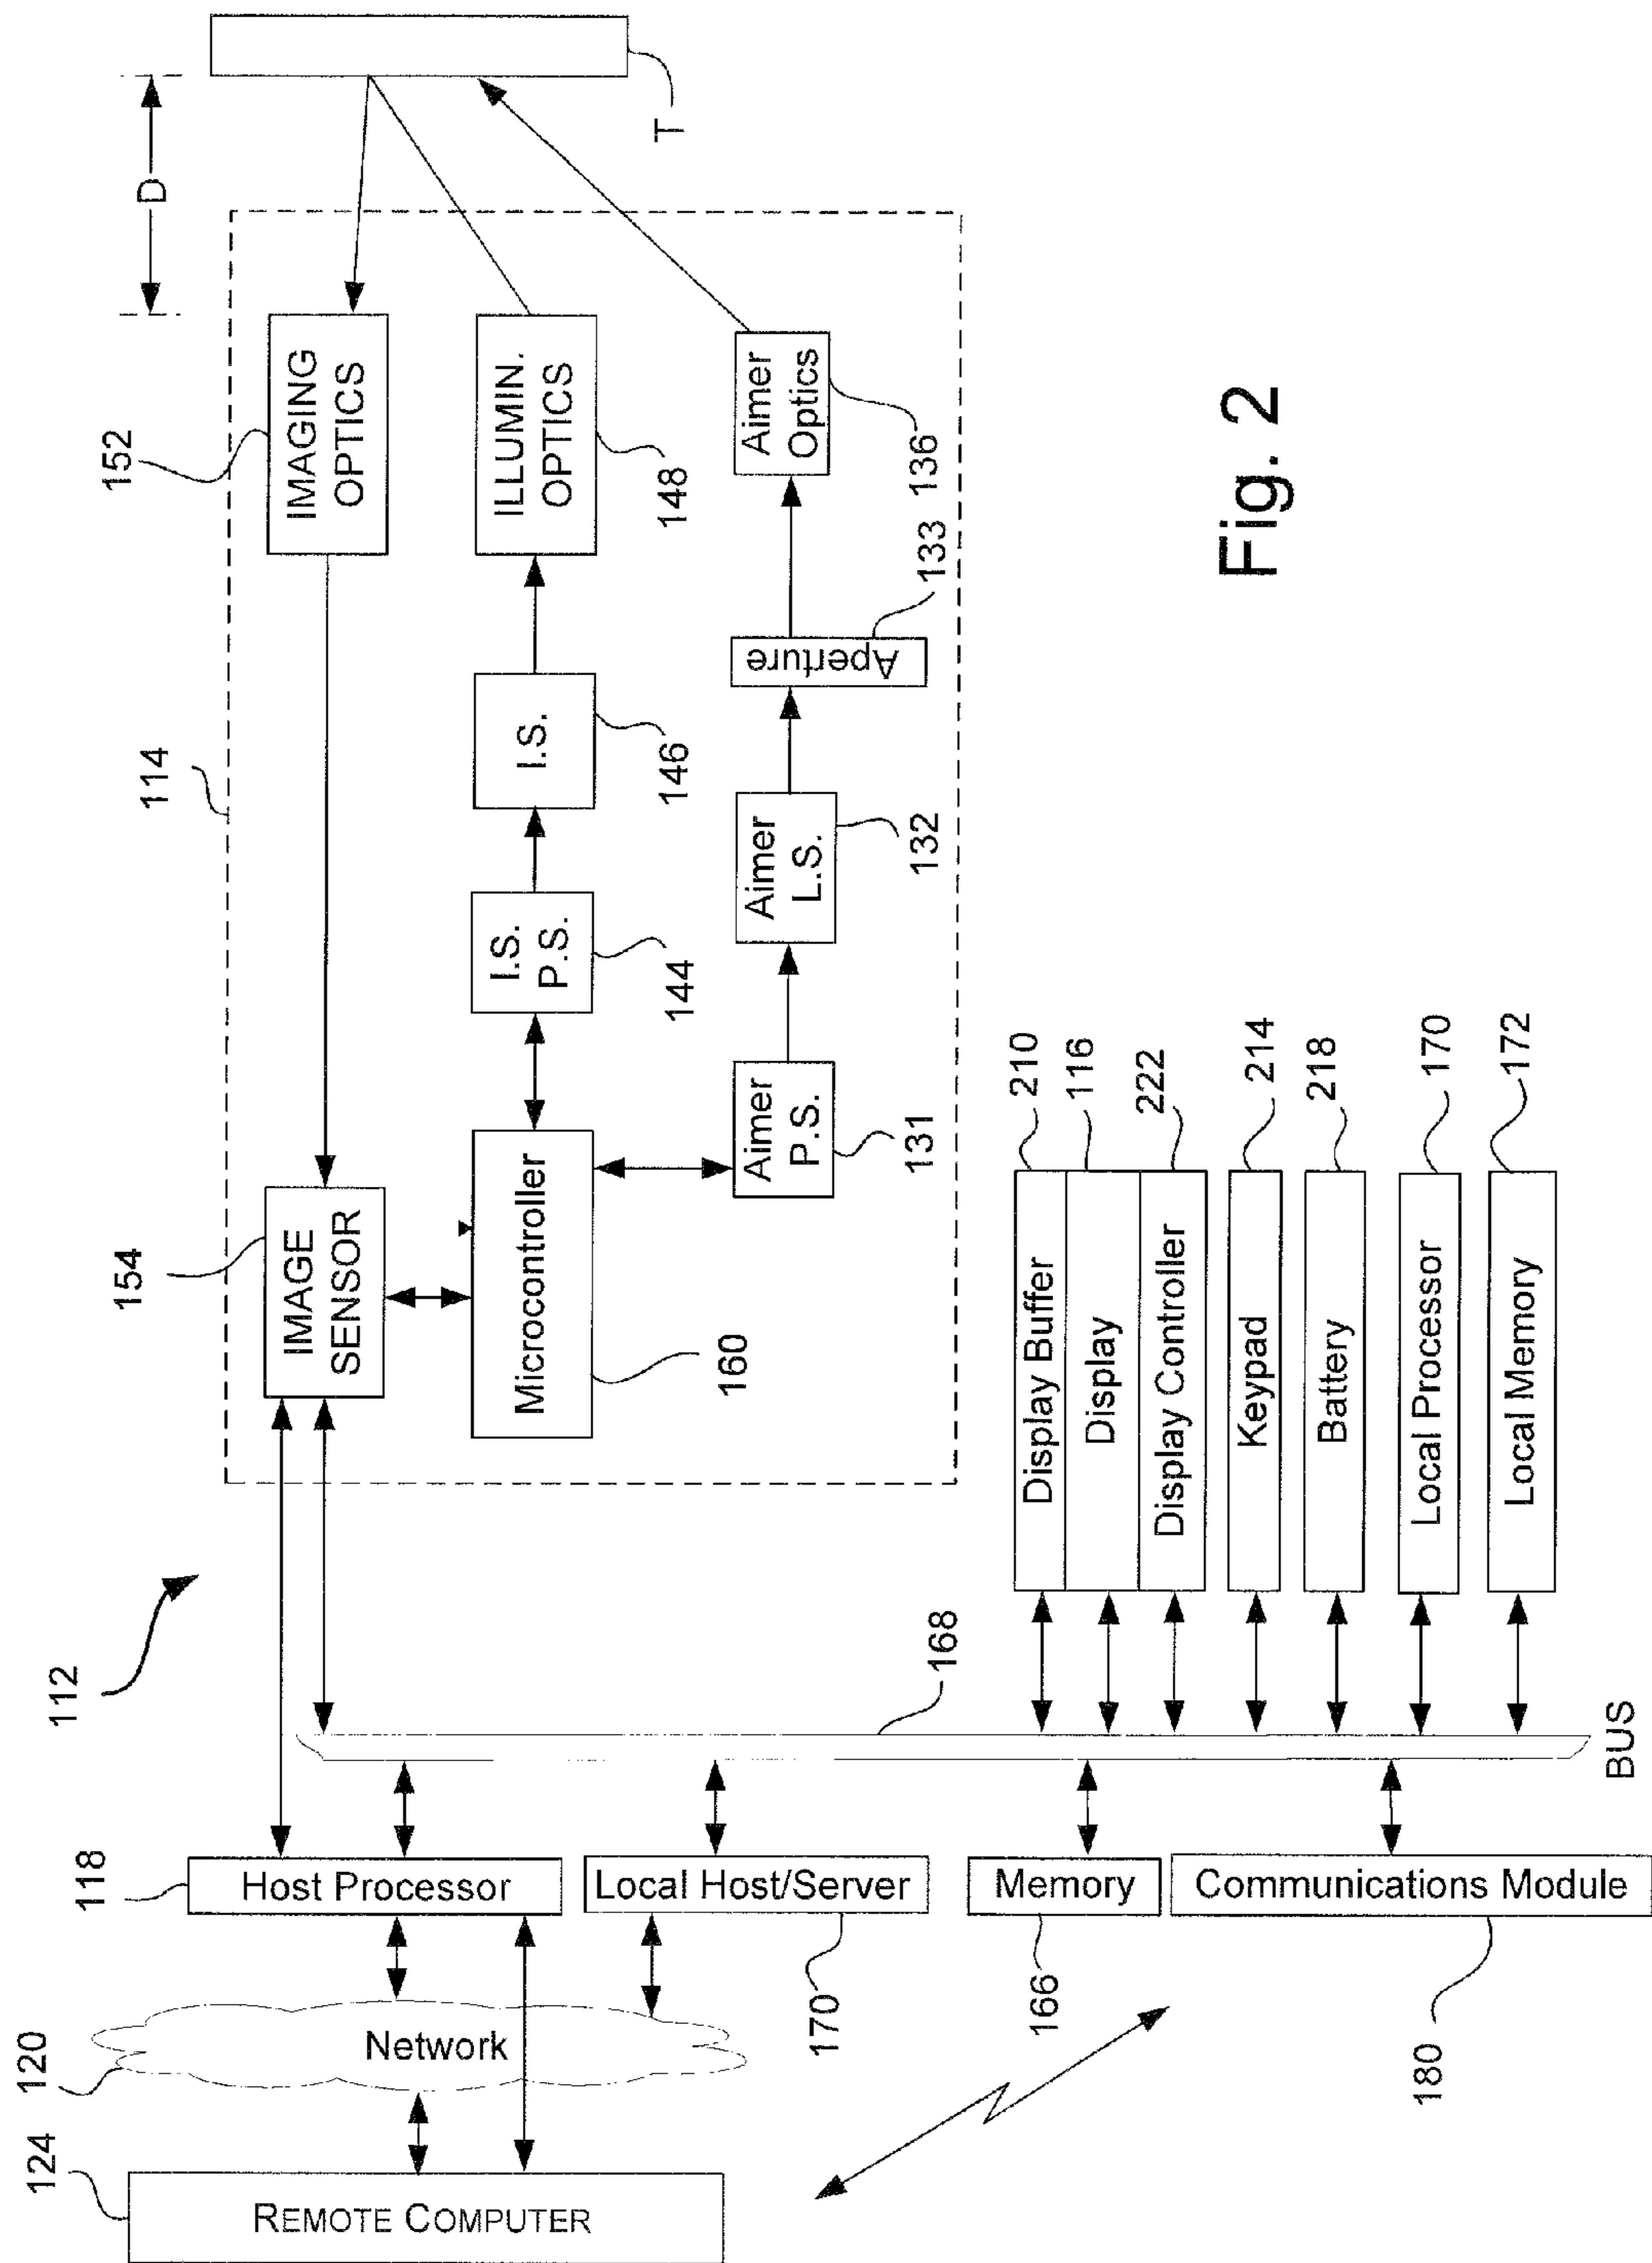 124
REMOTE COMPUTER
120
Network
118
Host Processor
Local Host/Server
170
Memory
166
Communications Module
180
112
168
BUS
Display Buffer
210
Display
116
Display Controller
222
Keypad
214
Battery
218
Local Processor
170
Local Memory
172
114
154
IMAGE
SENSOR
Microcontroller
160
I.S.
P.S.
144
I.S.
146
ILLUMIN.
OPTICS
148
152
IMAGING
OPTICS
Aimer
P.S.
131
Aimer
L.S.
132
Aperture
133
Aimer
Optics
136
D
T
Fig. 2